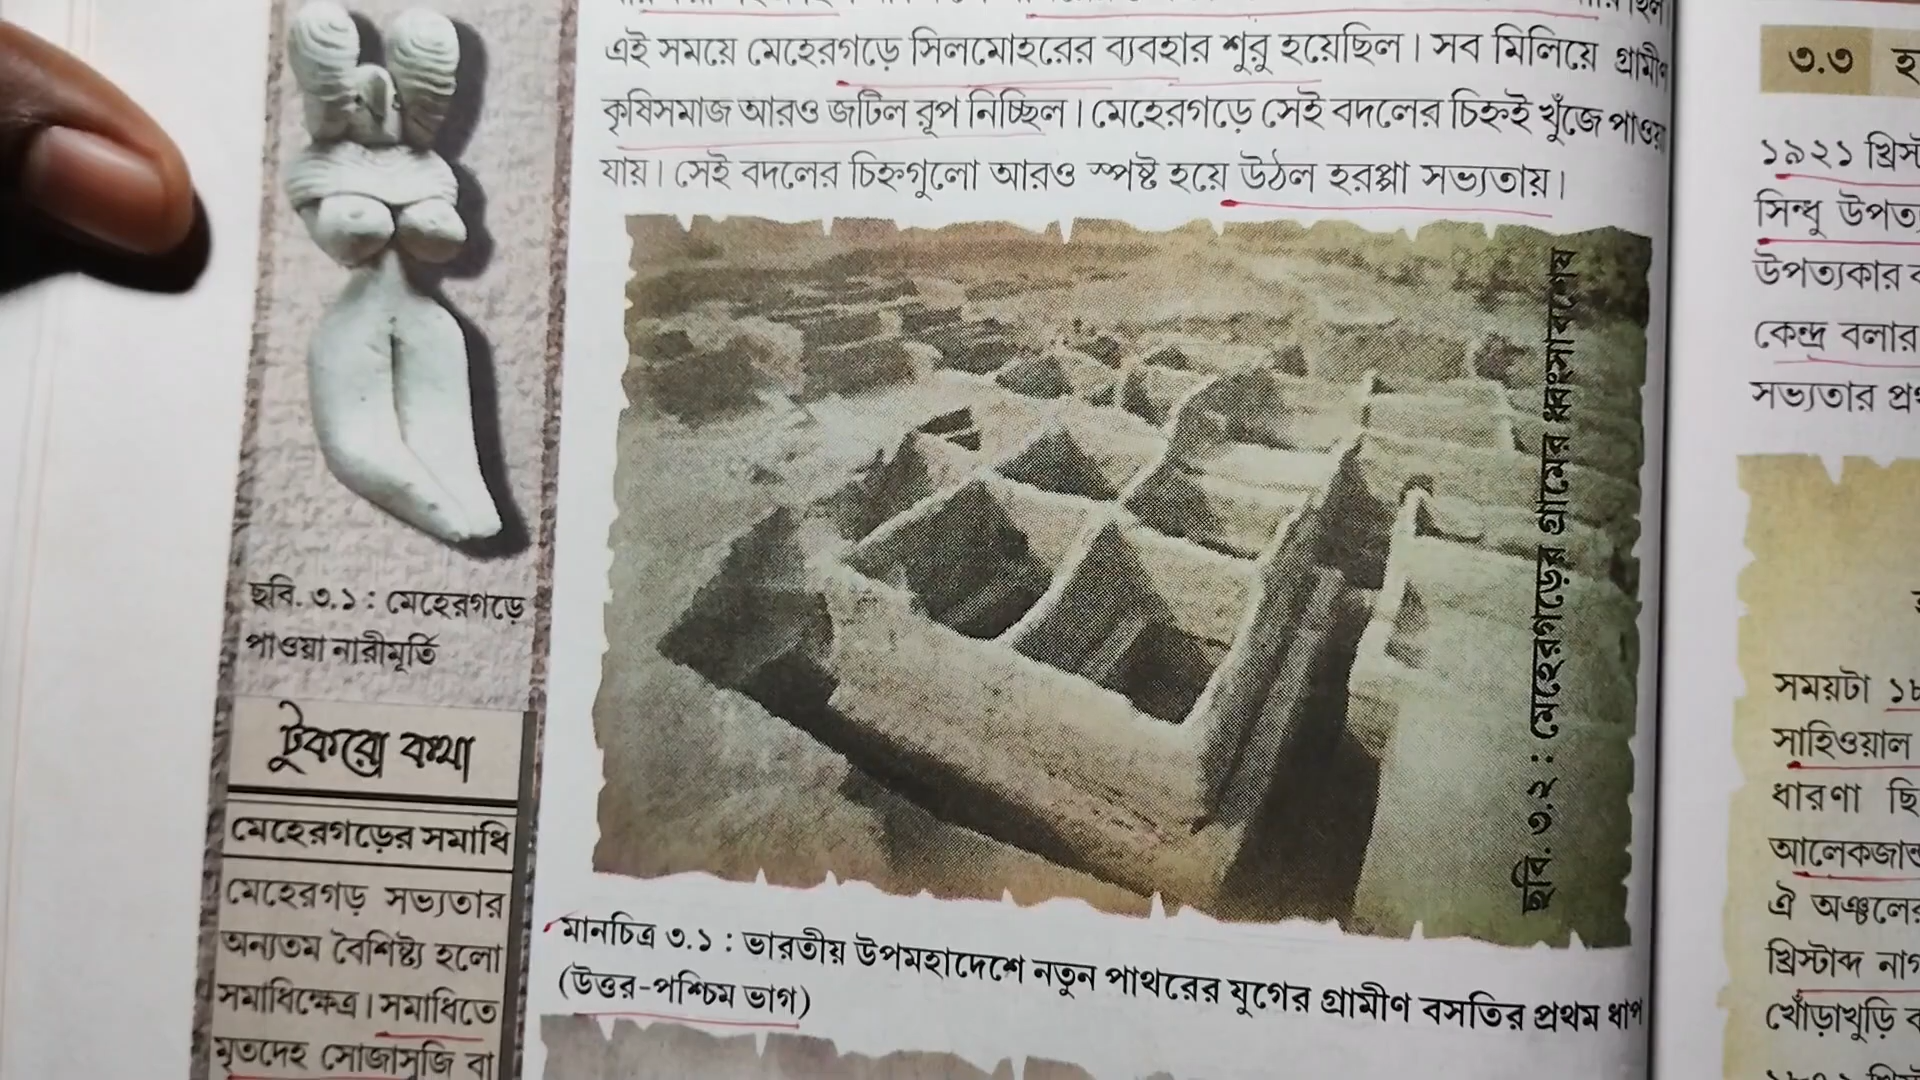 এই সময়ে মেহেরগড়ে সিলমোহরের ব্যবহার শুরু হয়েছিল। সব মিলিয়ে গ্রামীণ
কৃষিসমাজ আরও জটিল রূপ নিচ্ছিল। মেহেরগড়ে সেই বদলের চিহ্নই খুঁজে পাওয়া
যায়। সেই বদলের চিহ্নগুলো আরও স্পষ্ট হয়ে উঠল হরপ্পা সভ্যতায়।
ছবি. ৩.২ : মেহেরগড়ের গ্রামের ধ্বংসাবশেষ
ছবি. ৩.১ : মেহেরগড়ে
পাওয়া নারীমূর্তি
টুকরো কথা
মেহেরগড়ের সমাধি
মেহেরগড় সভ্যতার
অন্যতম বৈশিষ্ট্য হলো
সমাধিক্ষেত্র। সমাধিতে
মৃতদেহ সোজাসুজি বা
মানচিত্র ৩.১ : ভারতীয় উপমহাদেশে নতুন পাথরের যুগের গ্রামীণ বসতির প্রথম ধাপ
(উত্তর-পশ্চিম ভাগ)
৩.৩
১৯২১
সিন্ধু
উপত্যকার
কেন্দ্র বলার
সভ্যতার
সময়টা
সাহিওয়াল
ধারণা
ঐ অঞ্চলের
খ্রিস্টাব্দ
খোঁড়াখুড়ি